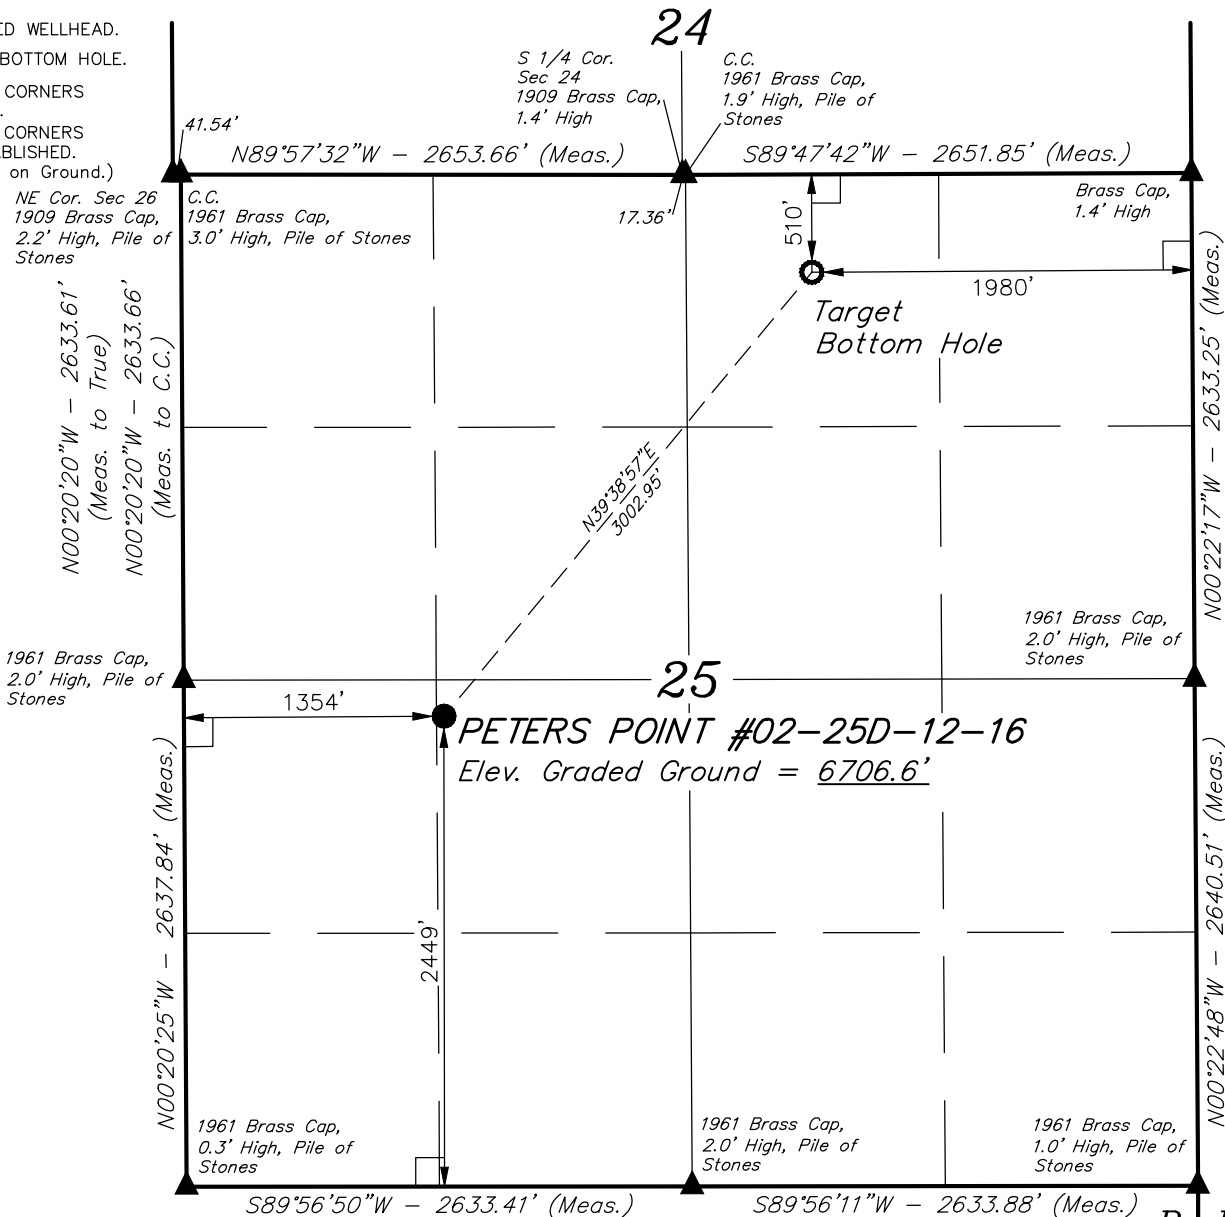 ED WELLHEAD.
BOTTOM HOLE.
CORNERS
CORNERS
BLISHED.
on Ground.)
24
S 1/4 Cor.
Sec 24
1909 Brass Cap,
1.4' High
C.C.
1961 Brass Cap,
1.9' High, Pile of
Stones
41.54'
N89°57'32"W - 2653.66' (Meas.)
S89°47'42"W - 2651.85' (Meas.)
NE Cor. Sec 26
1909 Brass Cap,
2.2' High, Pile of
Stones
C.C.
1961 Brass Cap,
3.0' High, Pile of Stones
17.36'
510'
Brass Cap,
1.4' High
1980'
Target
Bottom Hole
N00°20'20"W - 2633.61'
(Meas. to True)
N00°20'20"W - 2633.66'
(Meas. to C.C.)
N00°22'17"W - 2633.25' (Meas.)
N39°38'57"E
3002.95'
1961 Brass Cap,
2.0' High, Pile of
Stones
1961 Brass Cap,
2.0' High, Pile of
Stones
25
1354'
PETERS POINT #02-25D-12-16
Elev. Graded Ground = 6706.6'
N00°20'25"W - 2637.84' (Meas.)
2449'
N00°22'48"W - 2640.51' (Meas.)
1961 Brass Cap,
0.3' High, Pile of
Stones
1961 Brass Cap,
2.0' High, Pile of
Stones
1961 Brass Cap,
1.0' High, Pile of
Stones
S89°56'50"W - 2633.41' (Meas.)
S89°56'11"W - 2633.88' (Meas.)